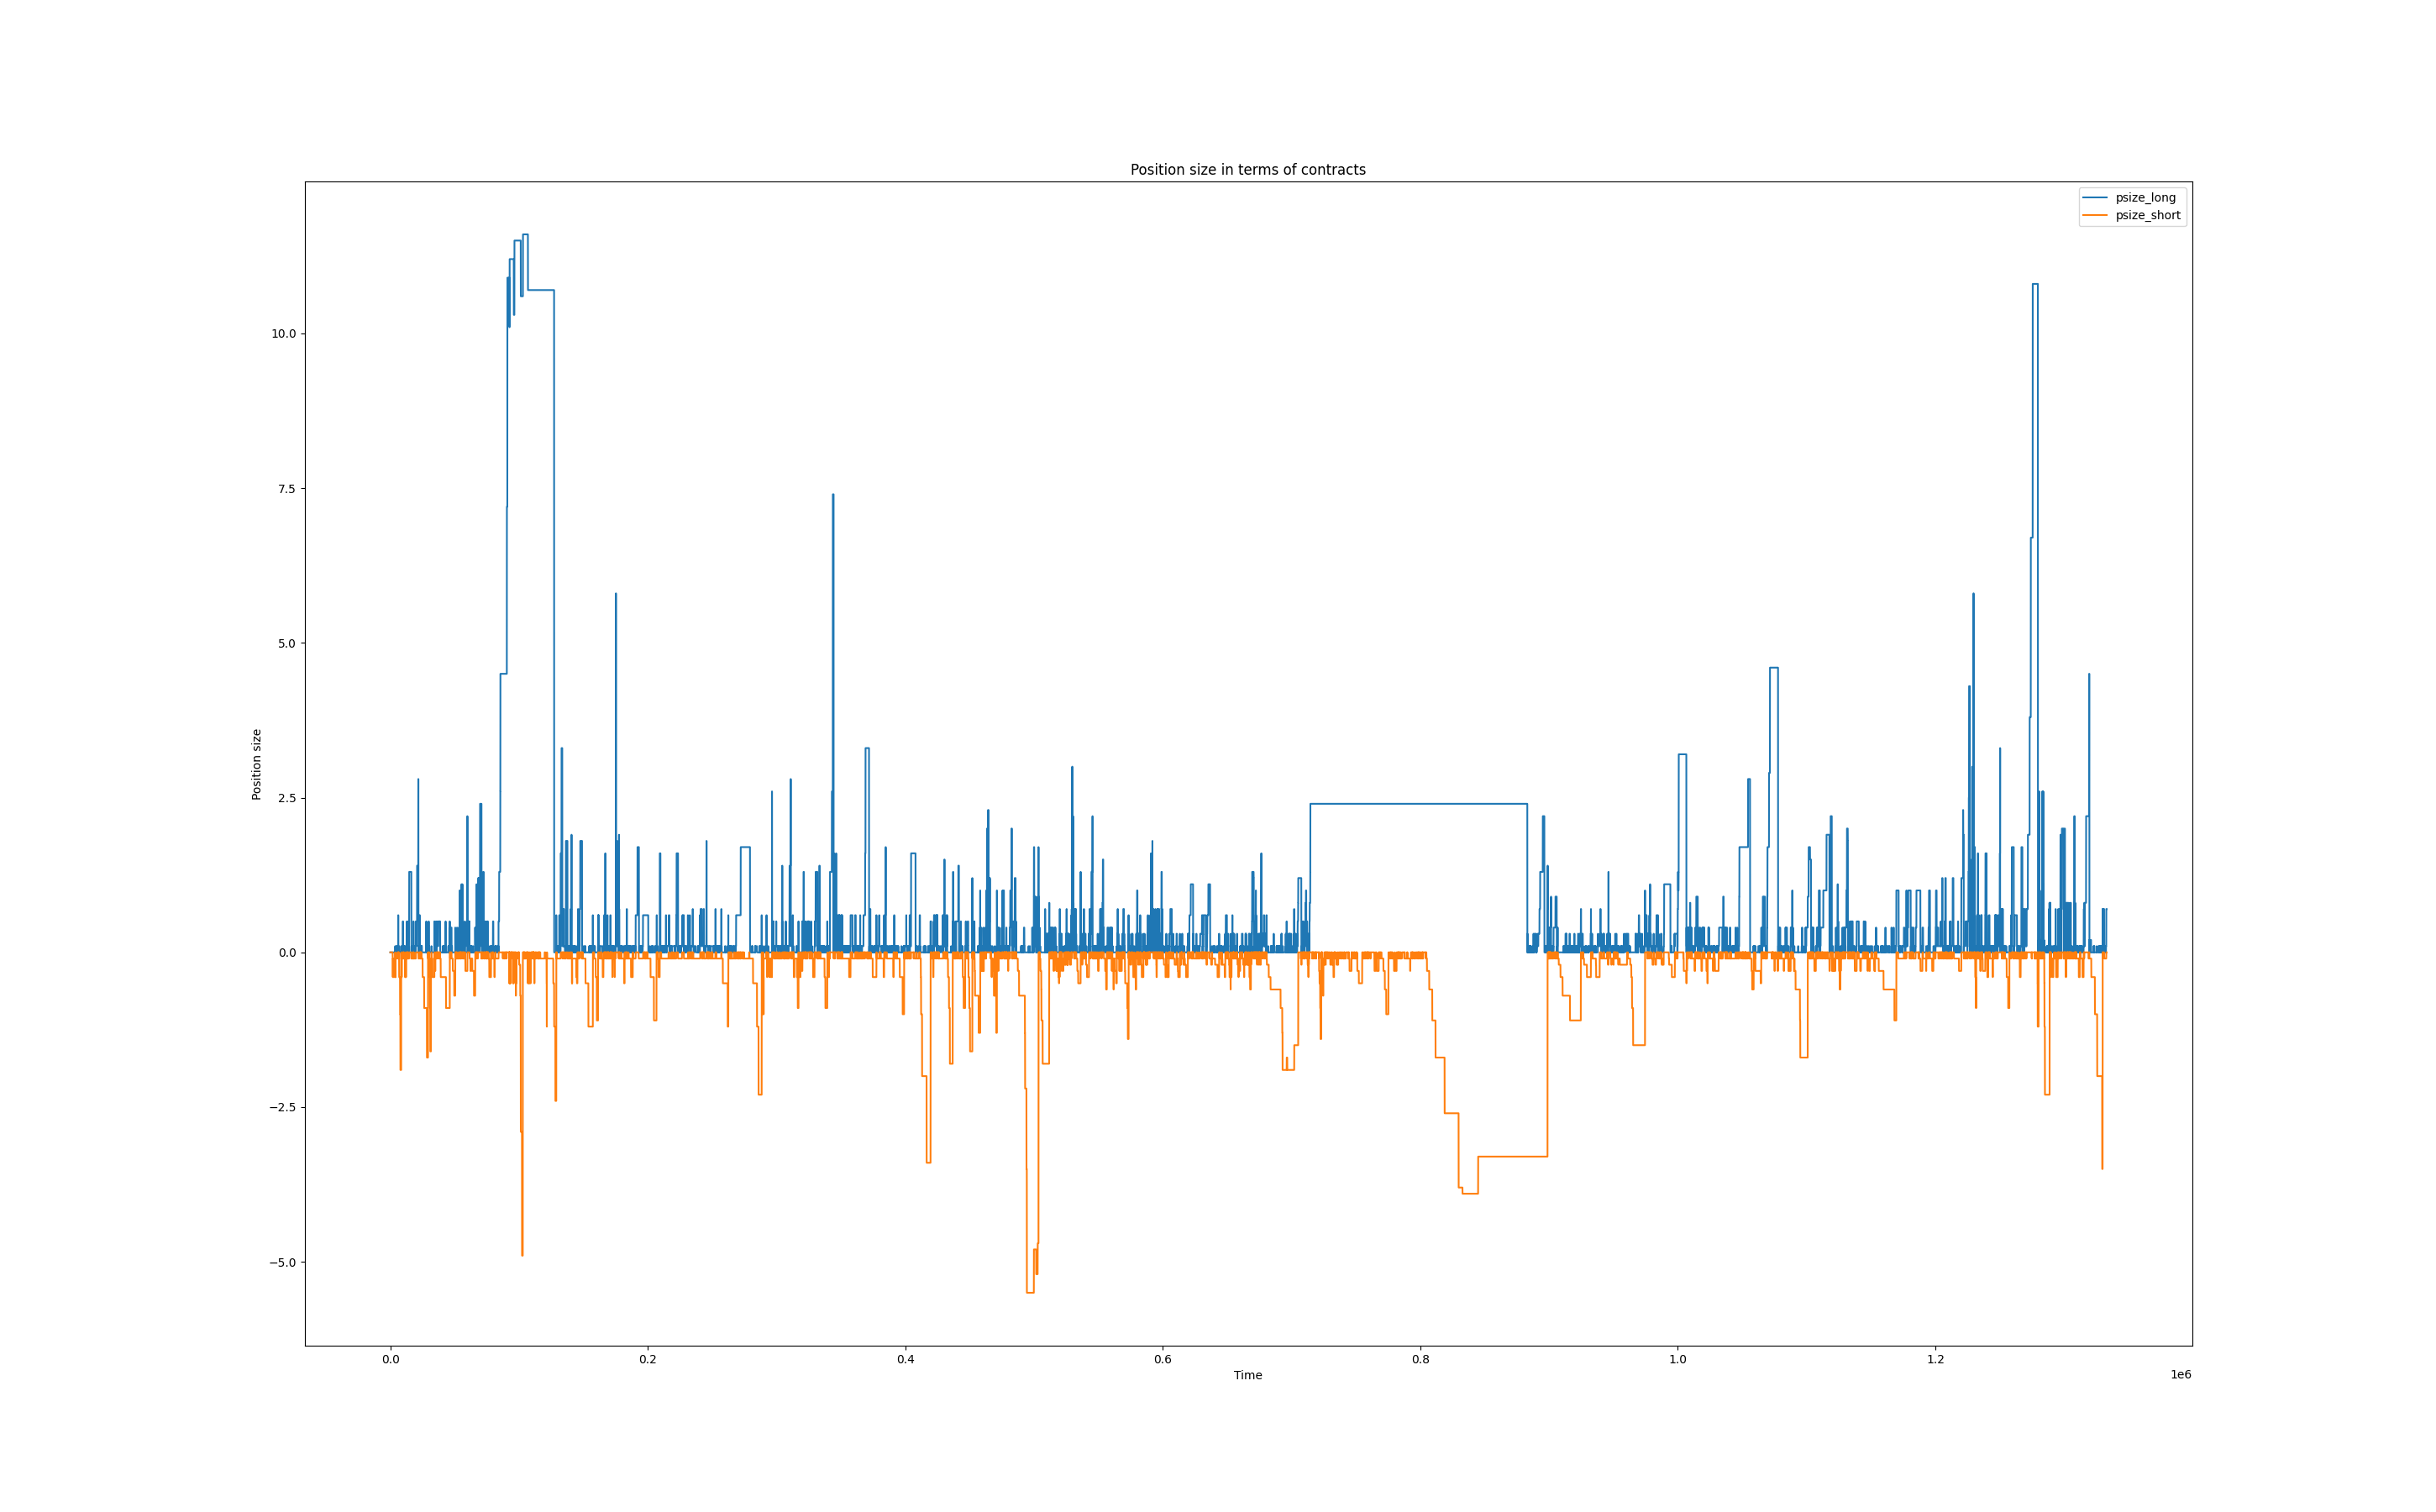 Position size in terms of contracts
psize_long
psize_short
10.0
7.5
5.0
2.5
0.0
−2.5
−5.0
Position size
0.0 0.2 0.4 0.6 0.8 1.0 1.2
Time
1e6